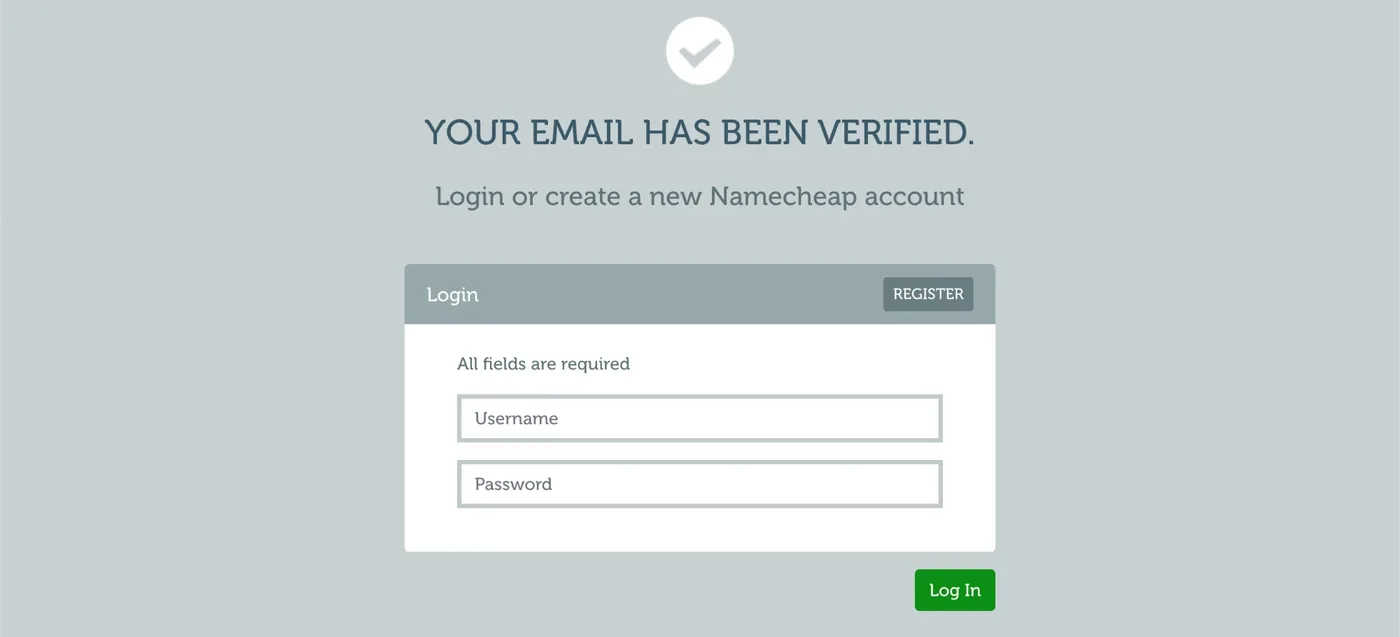 YOUR EMAIL HAS BEEN VERIFIED.
Login or create a new Namecheap account
Login
REGISTER
All fields are required
Username
Password
Log In